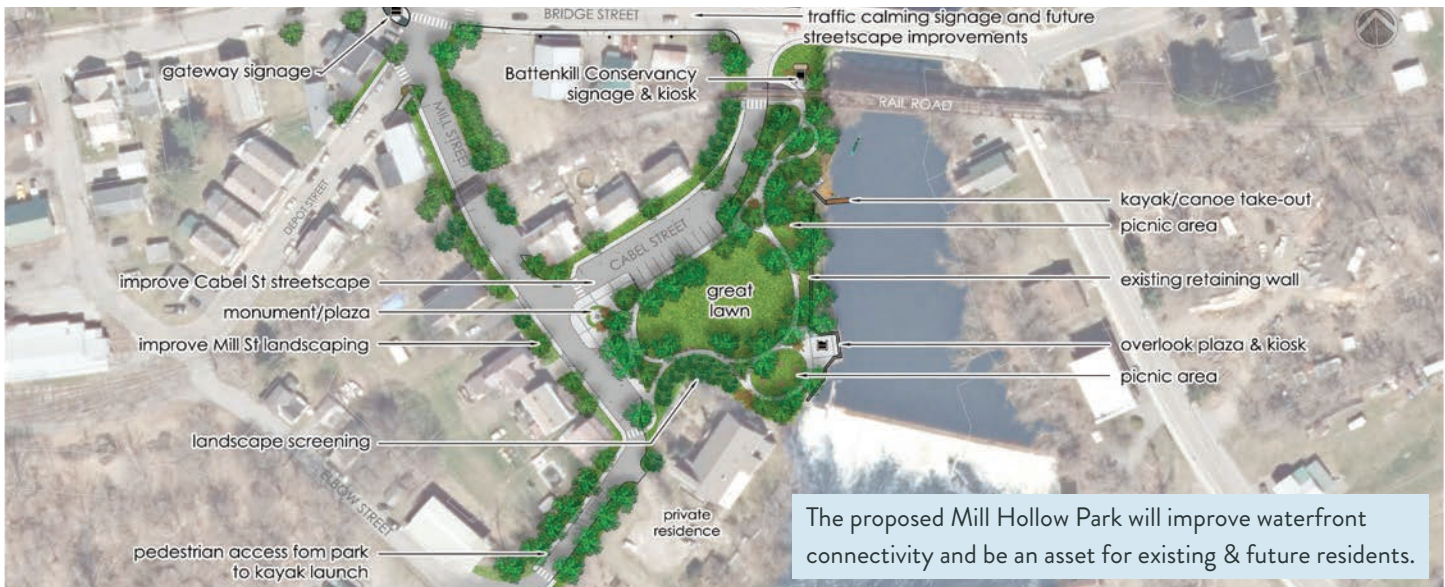 BRIDGE STREET
traffic calming signage and future
streetscape improvements
gateway signage
Battenkill Conservancy
signage & kiosk
RAIL ROAD
MILL STREET
DEPOT STREET
kayak/canoe take-out
picnic area
CABEL STREET
improve Cabel St streetscape
existing retaining wall
great
lawn
monument/plaza
improve Mill St landscaping
overlook plaza & kiosk
picnic area
landscape screening
ELBOW STREET
private
residence
pedestrian access fom park
to kayak launch
The proposed Mill Hollow Park will improve waterfront
connectivity and be an asset for existing & future residents.